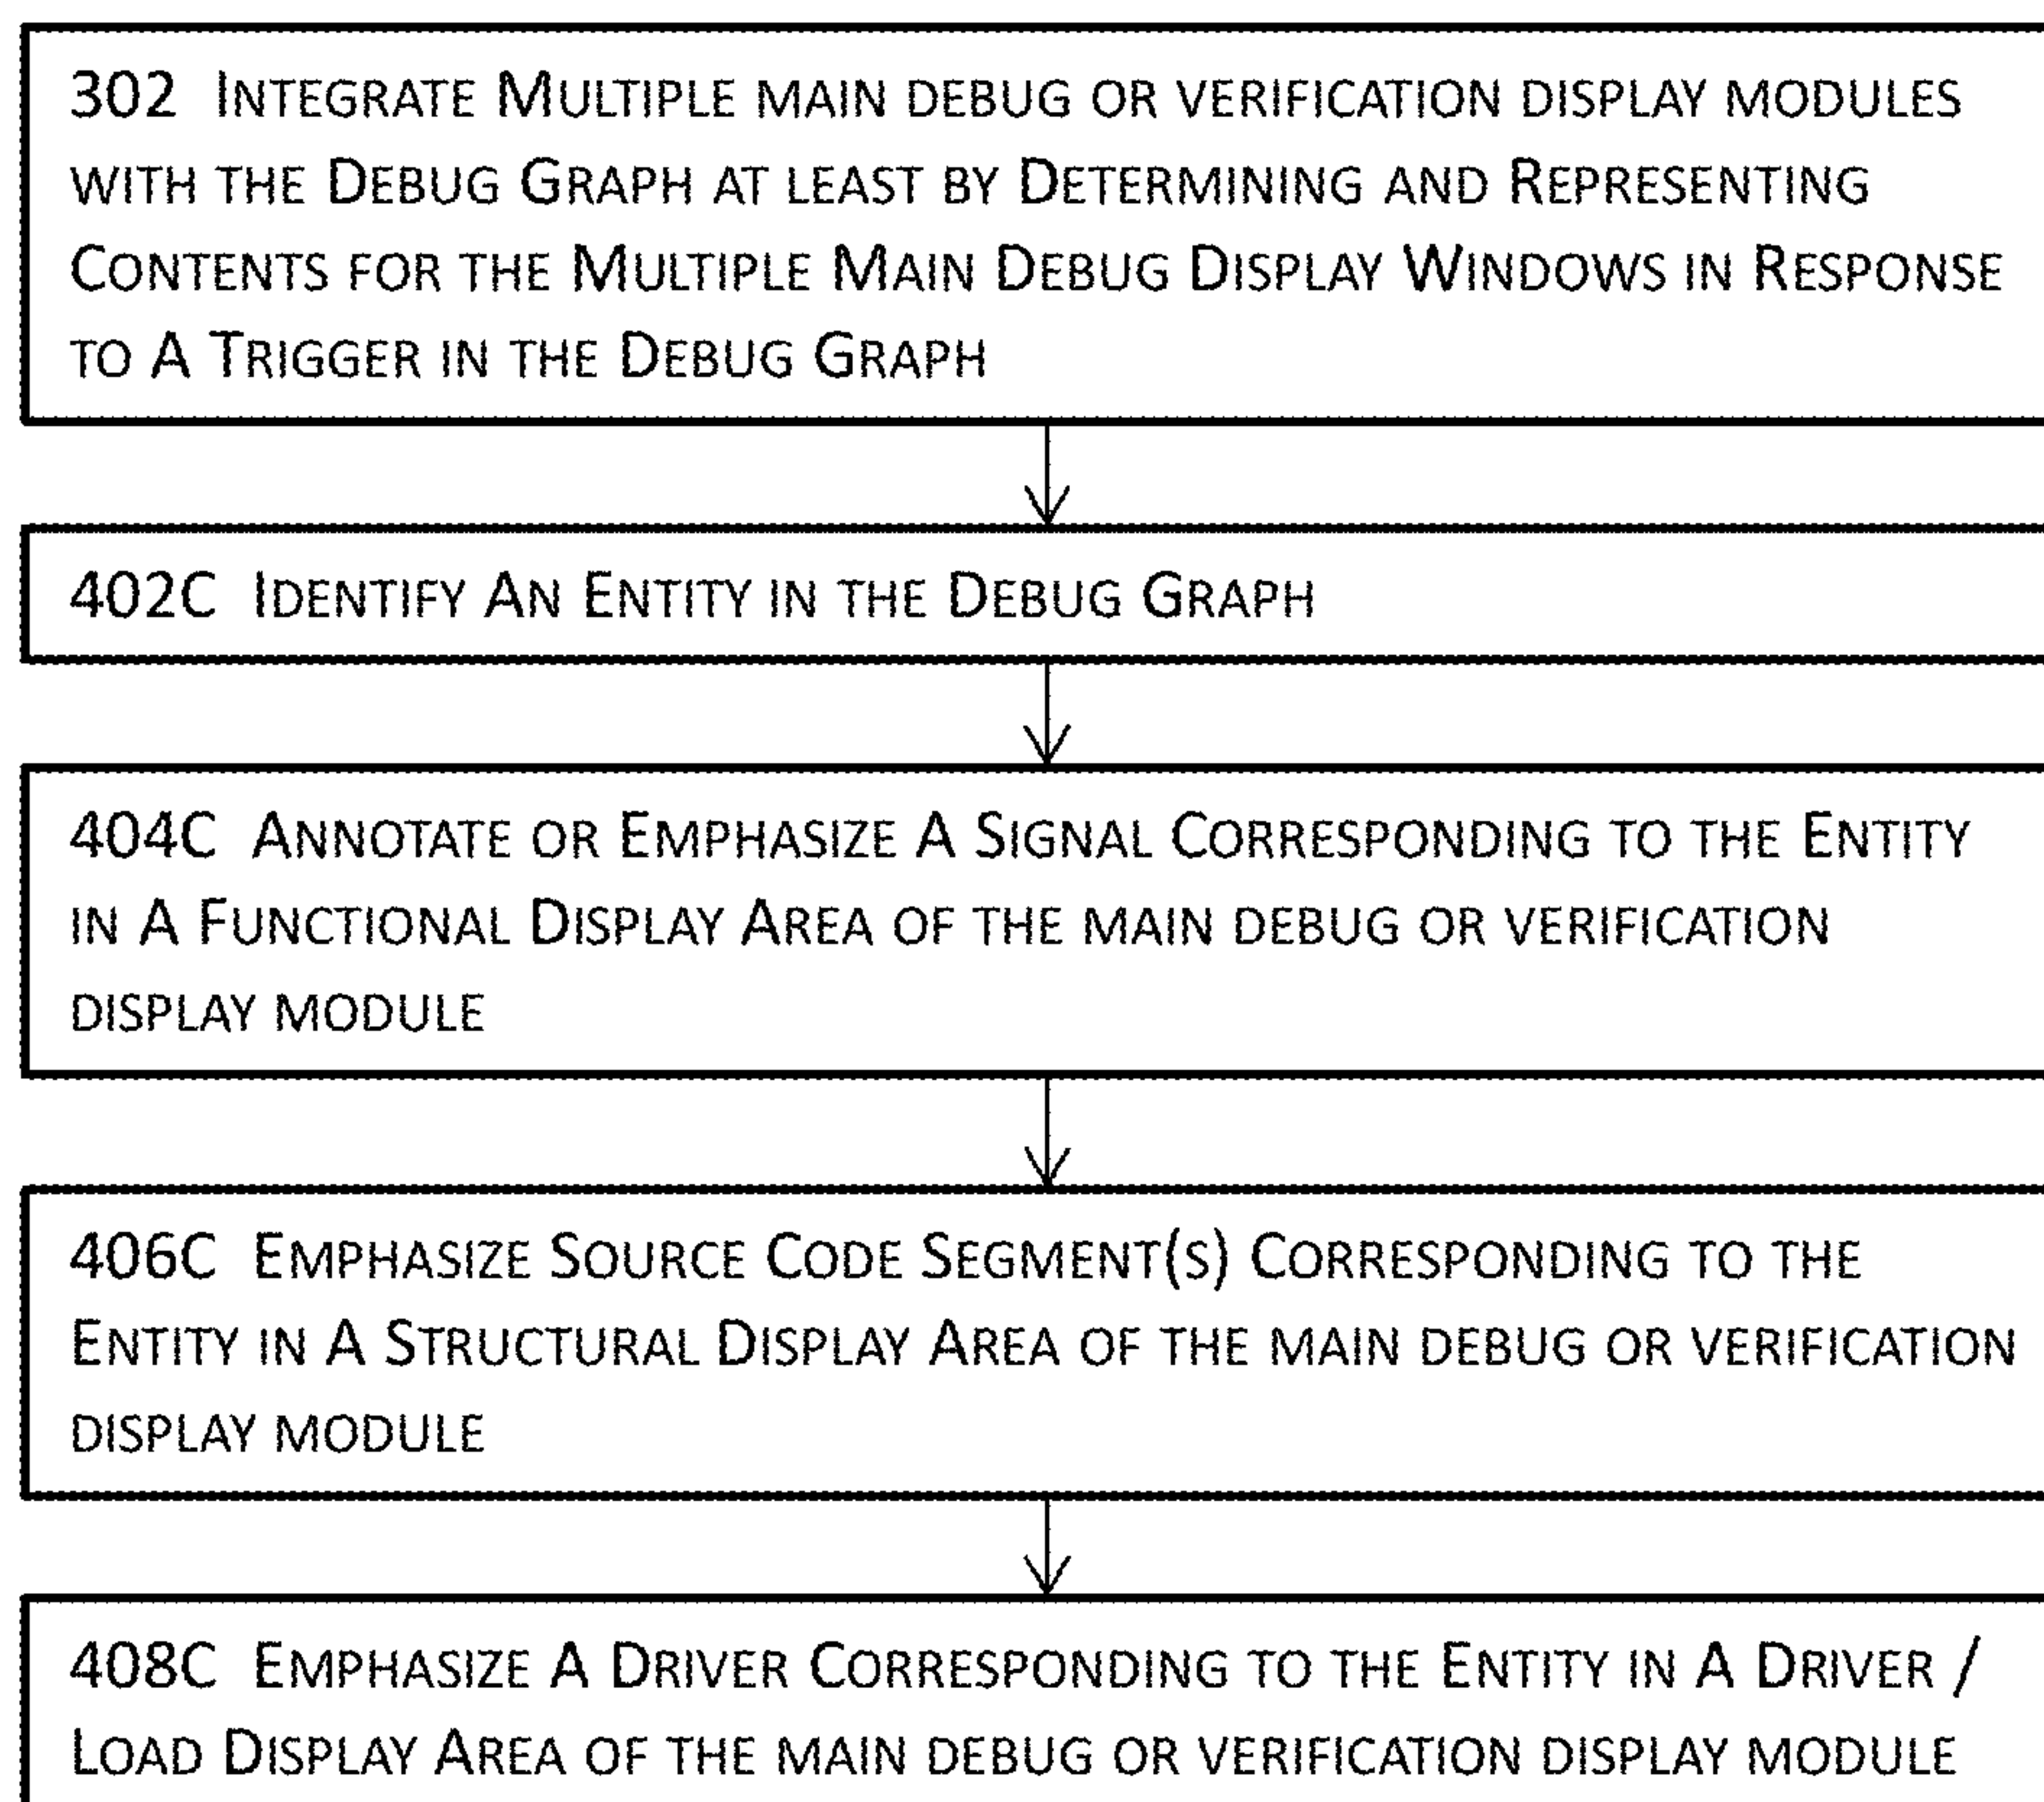 302 INTEGRATE MULTIPLE MAIN DEBUG OR VERIFICATION DISPLAY MODULES
WITH THE DEBUG GRAPH AT LEAST BY DETERMINING AND REPRESENTING
CONTENTS FOR THE MULTIPLE MAIN DEBUG DISPLAY WINDOWS IN RESPONSE
TO A TRIGGER IN THE DEBUG GRAPH
402C IDENTIFY AN ENTITY IN THE DEBUG GRAPH
404C ANNOTATE OR EMPHASIZE A SIGNAL CORRESPONDING TO THE ENTITY
IN A FUNCTIONAL DISPLAY AREA OF THE MAIN DEBUG OR VERIFICATION
DISPLAY MODULE
406C EMPHASIZE SOURCE CODE SEGMENT(S) CORRESPONDING TO THE
ENTITY IN A STRUCTURAL DISPLAY AREA OF THE MAIN DEBUG OR VERIFICATION
DISPLAY MODULE
408C EMPHASIZE A DRIVER CORRESPONDING TO THE ENTITY IN A DRIVER /
LOAD DISPLAY AREA OF THE MAIN DEBUG OR VERIFICATION DISPLAY MODULE